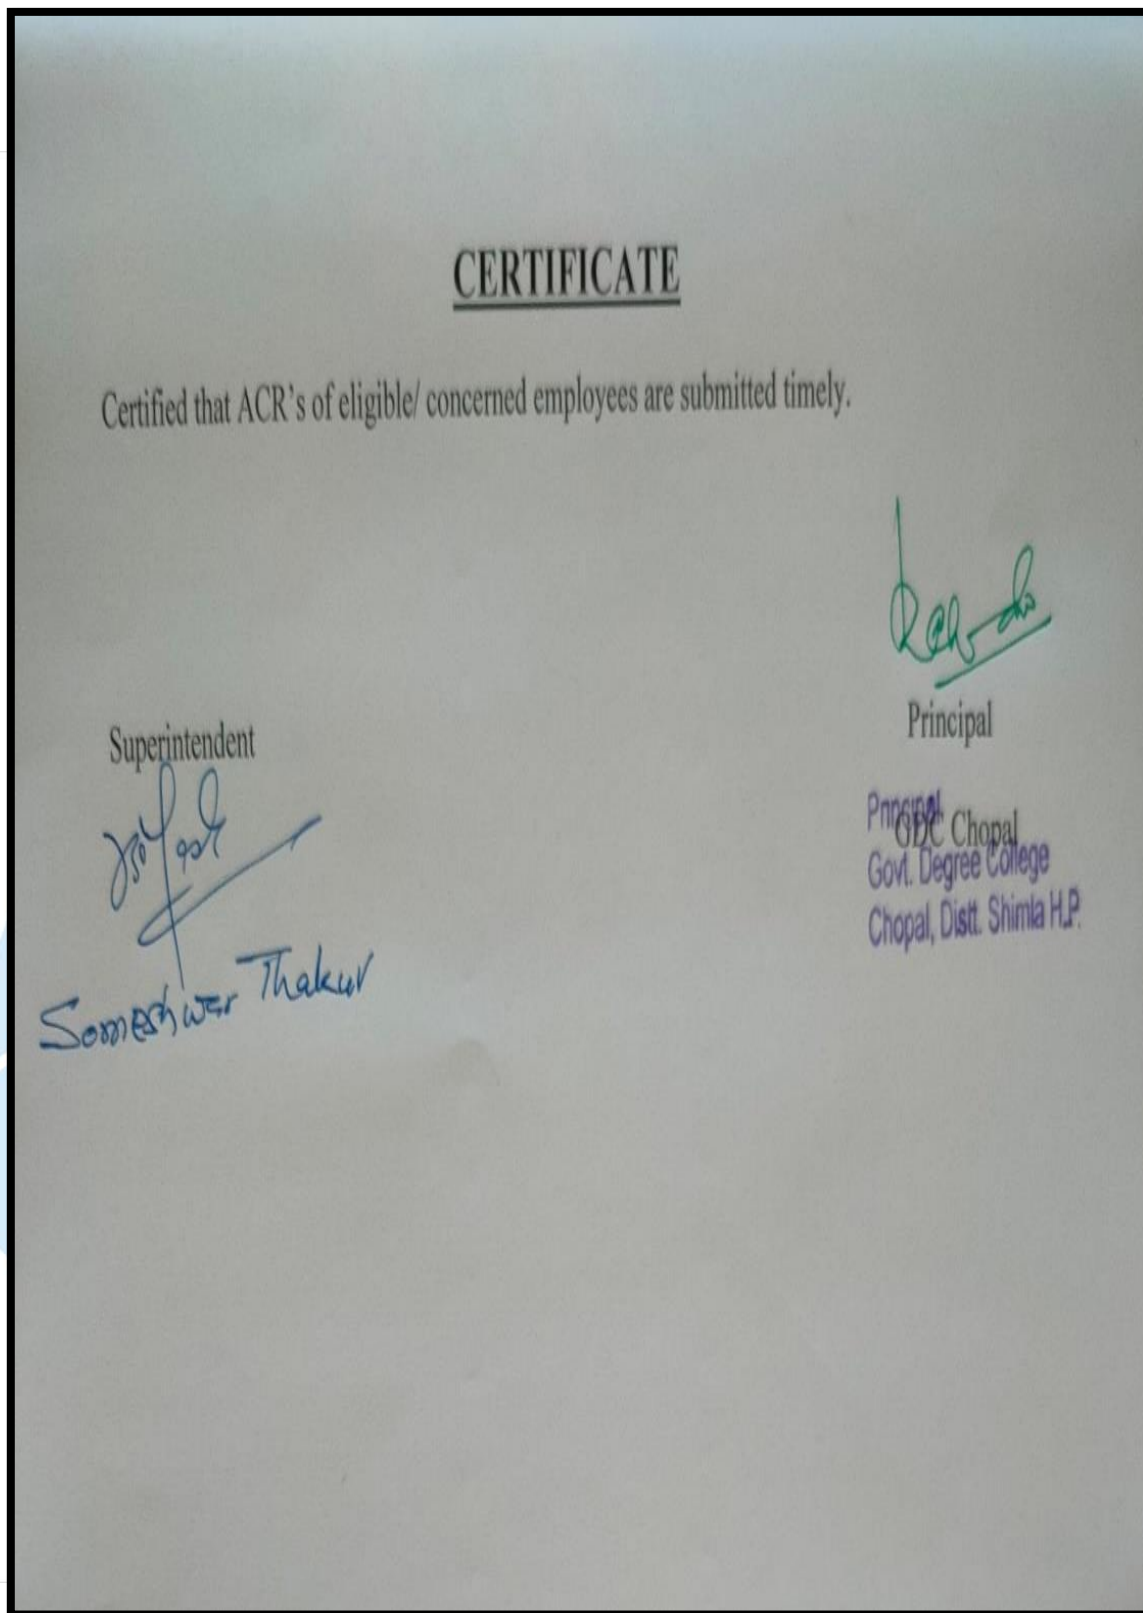 CERTIFICATE
Certified that ACR's of eligible/ concerned employees are submitted timely.
Principal
Superintendent
Principal
GDC Chopal
Govt. Degree College
Chopal, Distt. Shimla H.P.
Someshwar Thakur